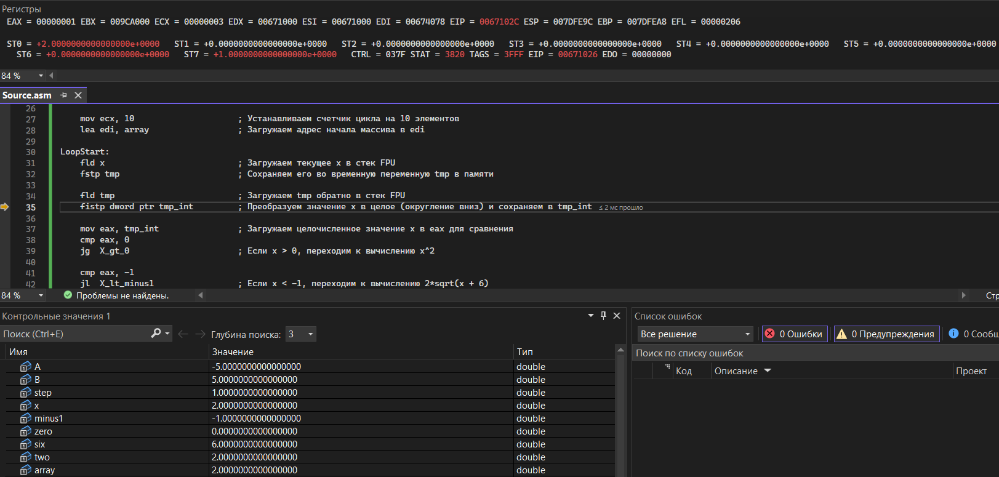 Регистры
EAX = 00000001 EBX = 009CA000 ECX = 00000003 EDX = 00671000 ESI = 00671000 EDI = 00674078 EIP = 0067102C ESP = 007DFE9C EBP = 007DFEA8 EFL = 00000206
ST0 = +2.0000000000000000e+0000 ST1 = +0.0000000000000000e+0000 ST2 = +0.0000000000000000e+0000 ST3 = +0.0000000000000000e+0000 ST4 = +0.0000000000000000e+0000 ST5 = +0.0000000000000000e+0000
ST6 = +0.0000000000000000e+0000 ST7 = +1.0000000000000000e+0000 CTRL = 037F STAT = 3820 TAGS = 3FFF EIP = 00671026 EDO = 00000000
84 %
Source.asm
26
27 mov ecx, 10 ; Устанавливаем счетчик цикла на 10 элементов
28 lea edi, array ; Загружаем адрес начала массива в edi
29
30 LoopStart:
31 fld x ; Загружаем текущее x в стек FPU
32 fstp tmp ; Сохраняем его во временную переменную tmp в памяти
33
34 fld tmp ; Загружаем tmp обратно в стек FPU
35 fistp dword ptr tmp_int ; Преобразуем значение x в целое (округление вниз) и сохраняем в tmp_int ≤ 2 мс прошло
36
37 mov eax, tmp_int ; Загружаем целочисленное значение x в eax для сравнения
38 cmp eax, 0
39 jg X_gt_0 ; Если x > 0, переходим к вычислению x^2
40
41 cmp eax, -1
42 jl X_lt_minus1 ; Если x < -1, переходим к вычислению 2*sqrt(x + 6)
84 % Проблемы не найдены. Стр
Контрольные значения 1
Поиск (Ctrl+E) Глубина поиска: 3
Имя Значение Тип
A -5.0000000000000000 double
B 5.0000000000000000 double
step 1.0000000000000000 double
x 2.0000000000000000 double
minus1 -1.0000000000000000 double
zero 0.0000000000000000 double
six 6.0000000000000000 double
two 2.0000000000000000 double
array 2.0000000000000000 double
Список ошибок
Все решение 0 Ошибки 0 Предупреждения 0 Сообщ
Поиск по списку ошибок
Код Описание Проект